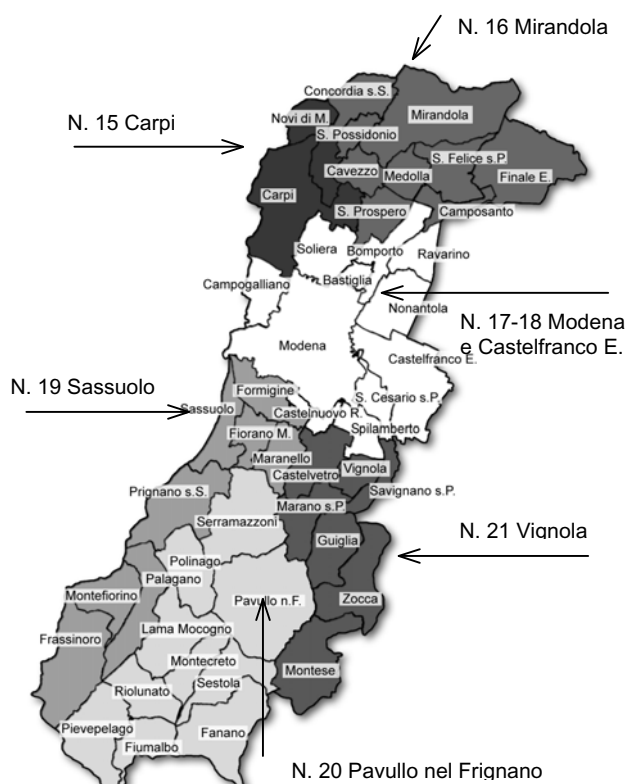 N. 16 Mirandola
Concordia s.S.
Mirandola
Novi di M.
N. 15 Carpi
S. Possidonio
S. Felice s.P
Cavezzo
Medolla
Finale E.
Carpi
S. Prospero
Camposanto
Soliera
Bomporto
Ravarino
Campogalliano
Bastiglia
Nonantola
N. 17-18 Modena
e Castelfranco E.
Modena
Castelfranco E.
N. 19 Sassuolo
Formigine
S. Cesario s.P.
Sassuolo
Castelnuovo R.
Spilamberto
Fiorano M.
Maranello
Vignola
Castelvetro
Prignano s.S.
Savignano s.P.
Marano s.P
Serramazzoni
N. 21 Vignola
Guiglia
Polinago
Palagano
Montefiorino
Pavullo n.F.
Zocca
Lama Mocogno
Frassinoro
Montecreto
Montese
Sestola
Riolunato
Pievepelago
Fanano
Fiumalbo
N. 20 Pavullo nel Frignano